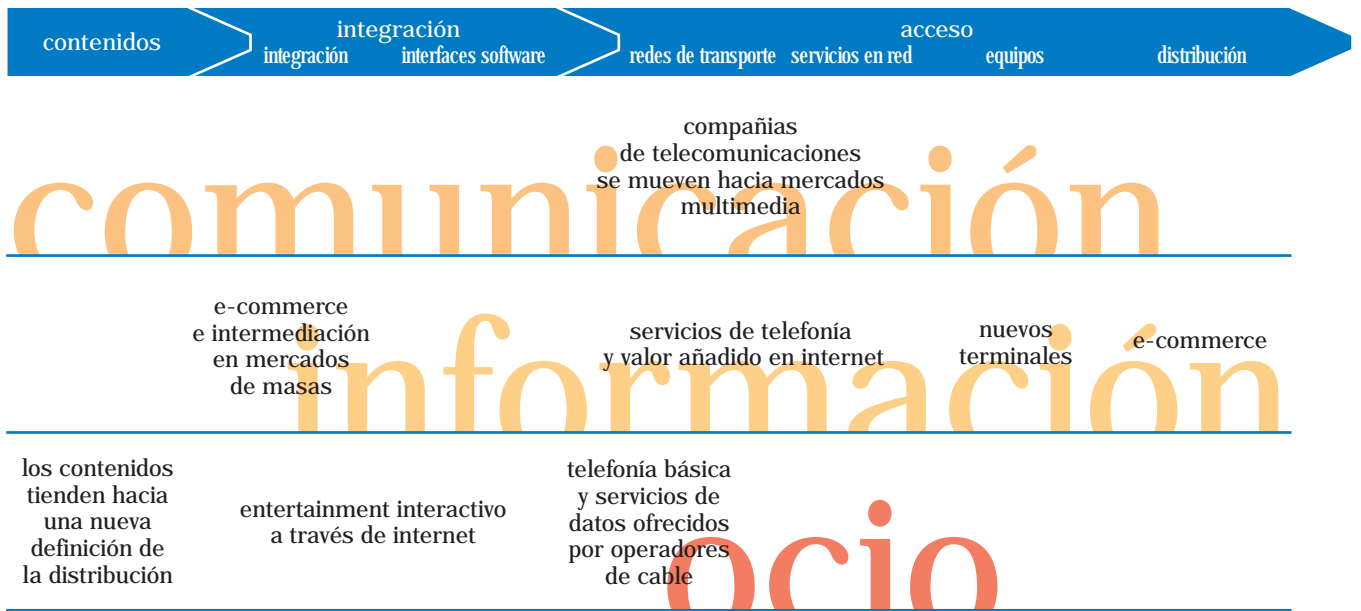 contenidos
integración
integración interfaces software
acceso
redes de transporte servicios en red equipos distribución
comunicación
compañias
de telecomunicaciones
se mueven hacia mercados
multimedia
información
e-commerce
e intermediación
en mercados
de masas
servicios de telefonía
y valor añadido en internet
nuevos
terminales
e-commerce
ocio
los contenidos
tienden hacia
una nueva
definición de
la distribución
entertainment interactivo
a través de internet
telefonía básica
y servicios de
datos ofrecidos
por operadores
de cable